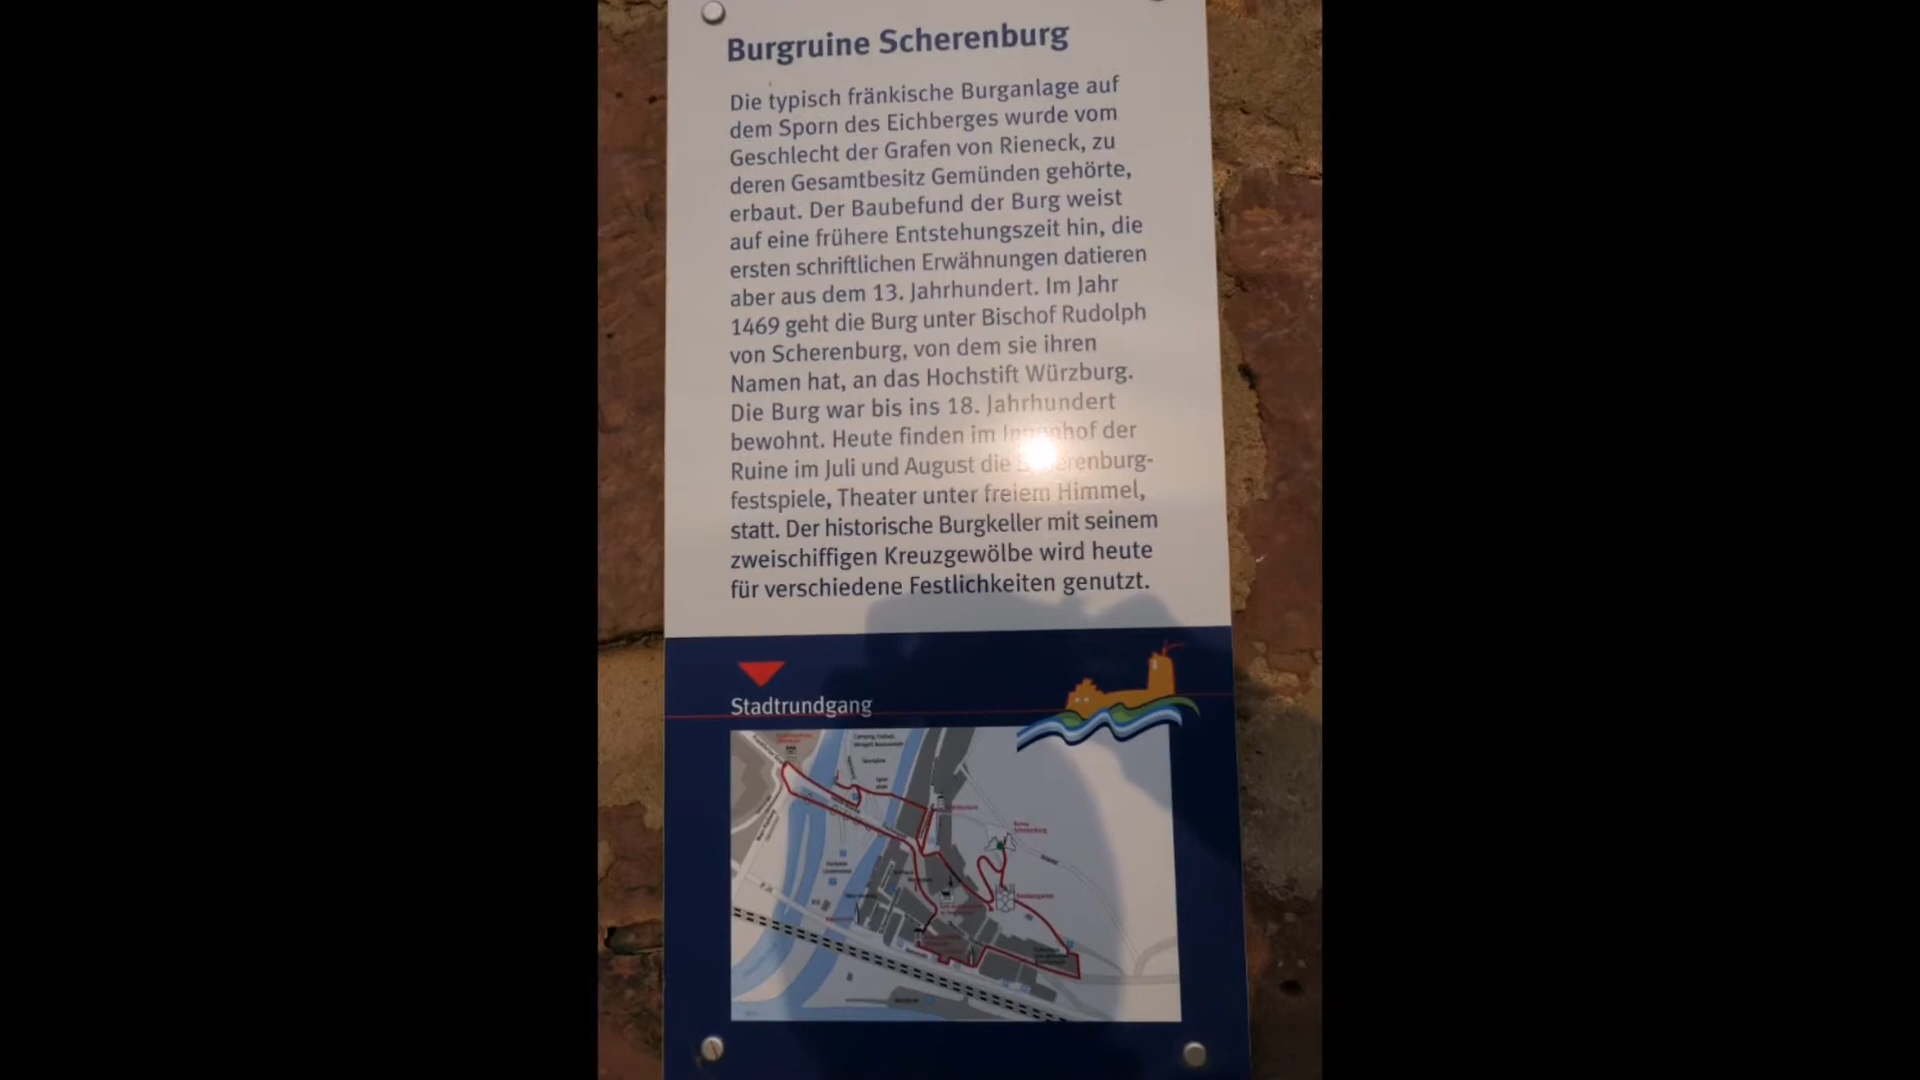 Burgruine Scherenburg
Die typisch fränkische Burganlage auf
dem Sporn des Eichberges wurde vom
Geschlecht der Grafen von Rieneck, zu
deren Gesamtbesitz Gemünden gehörte,
erbaut. Der Baubefund der Burg weist
auf eine frühere Entstehungszeit hin, die
ersten schriftlichen Erwähnungen datieren
aber aus dem 13. Jahrhundert. Im Jahr
1469 geht die Burg unter Bischof Rudolph
von Scherenburg, von dem sie ihren
Namen hat, an das Hochstift Würzburg.
Die Burg war bis ins 18. Jahrhundert
bewohnt. Heute finden im Innenhof der
Ruine im Juli und August die Scherenburg-
festspiele, Theater unter freiem Himmel,
statt. Der historische Burgkeller mit seinem
zweischiffigen Kreuzgewölbe wird heute
für verschiedene Festlichkeiten genutzt.
Stadtrundgang